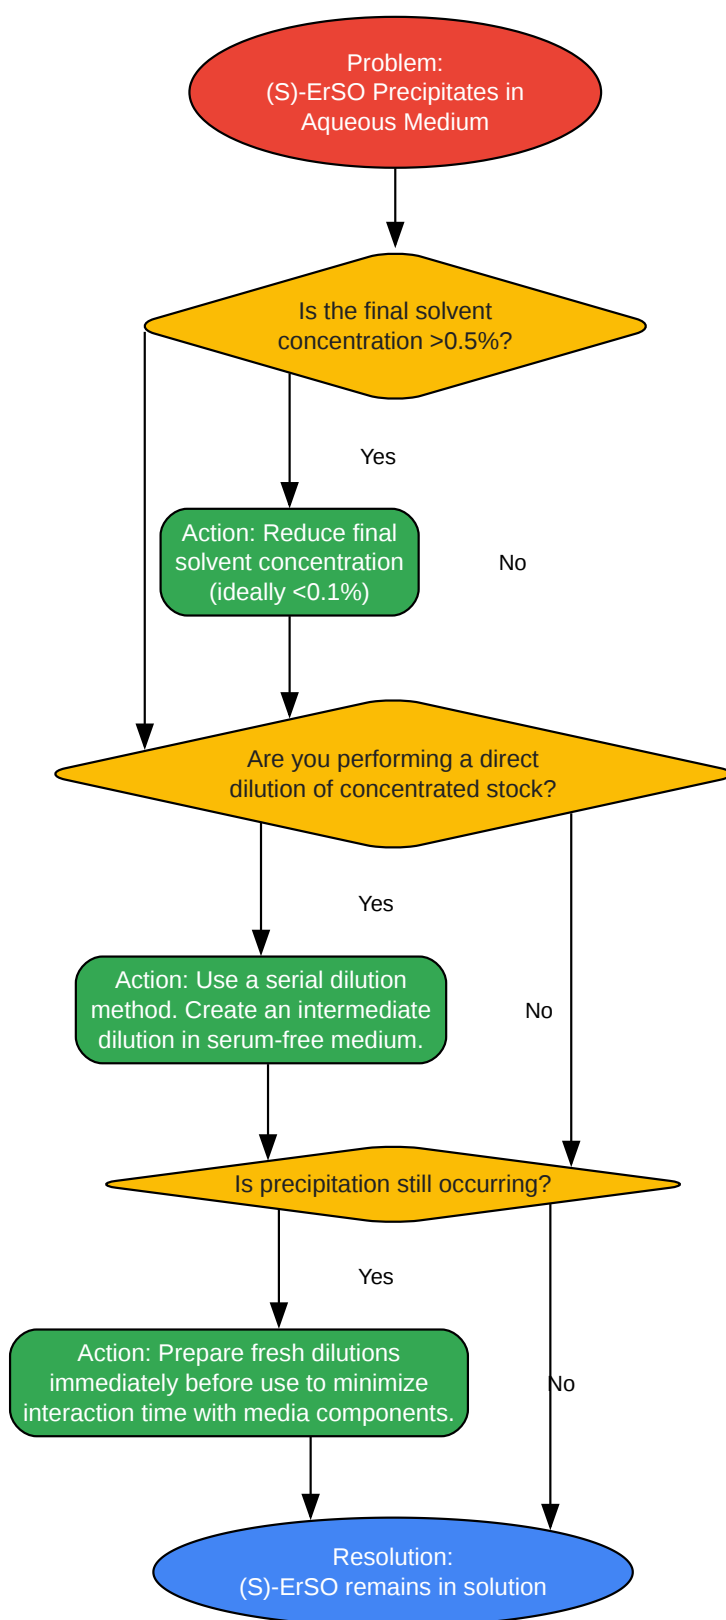 Problem:
(S)-ErSO Precipitates in
Aqueous Medium
Is the final solvent
concentration >0.5%?
Yes
Action: Reduce final
solvent concentration
(ideally <0.1%)
No
Are you performing a direct
dilution of concentrated stock?
Yes
Action: Use a serial dilution
method. Create an intermediate
dilution in serum-free medium.
No
Is precipitation still occurring?
Yes
Action: Prepare fresh dilutions
immediately before use to minimize
interaction time with media components.
No
Resolution:
(S)-ErSO remains in solution